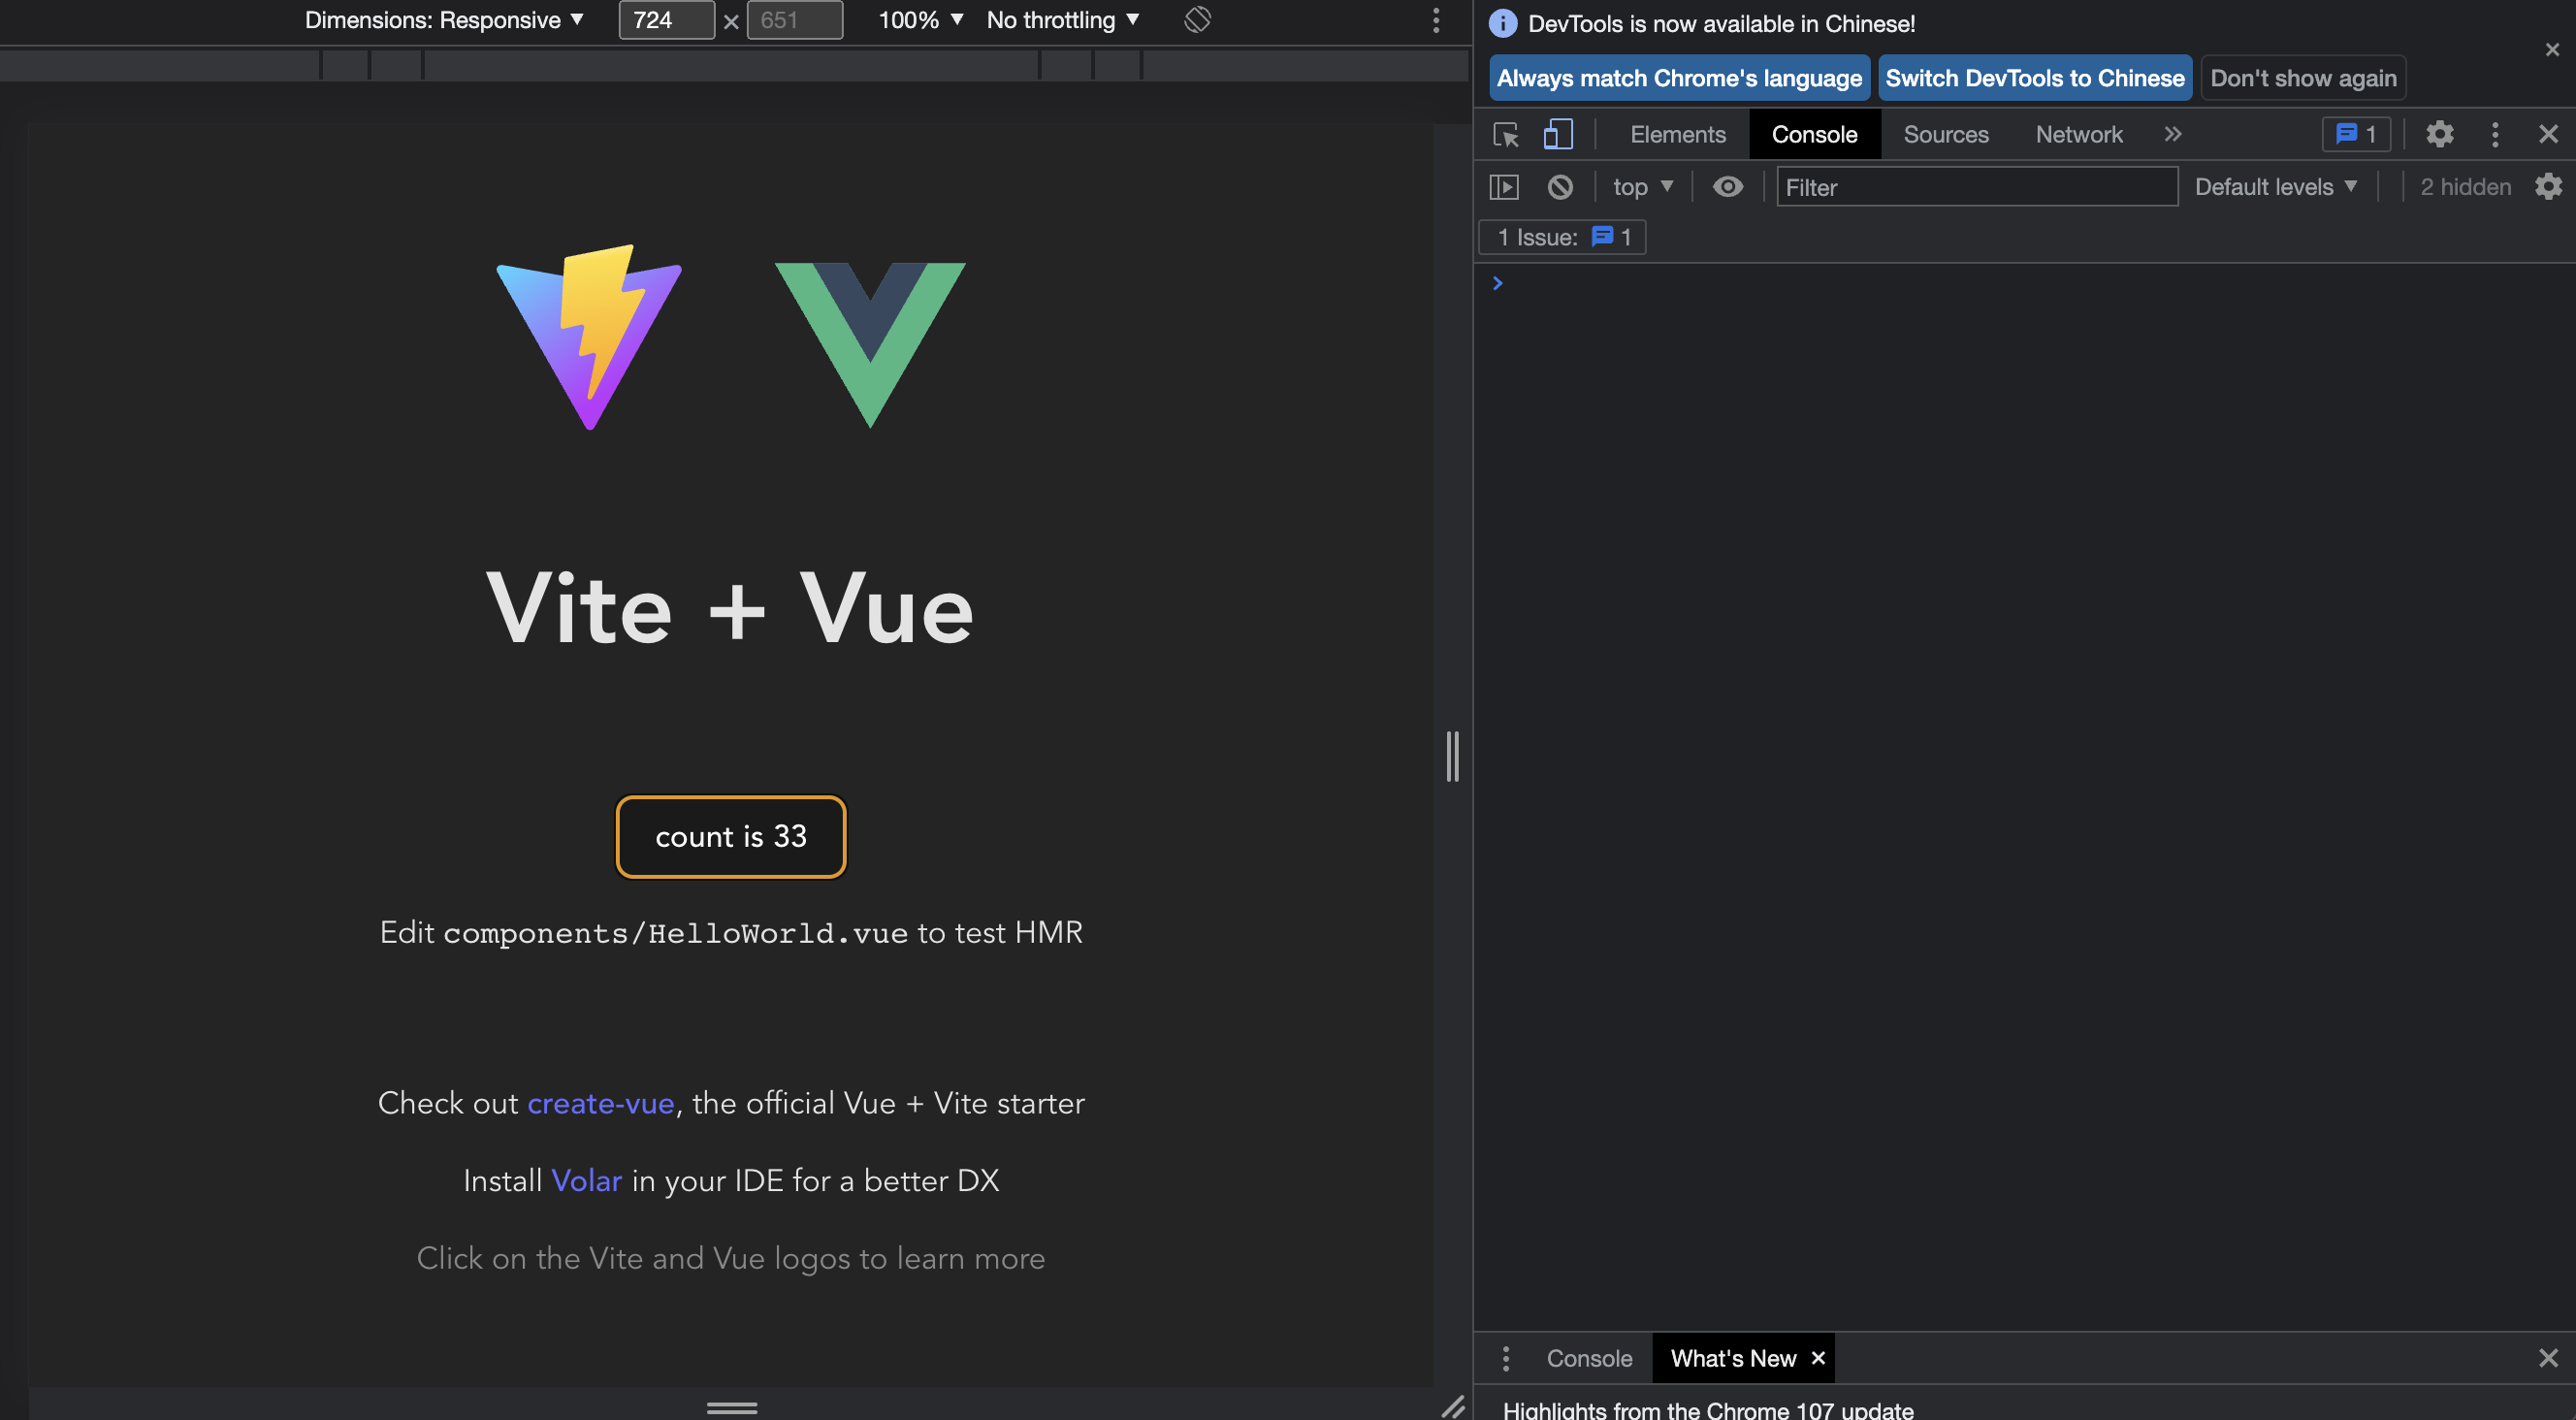 Dimensions: Responsive ▼ 724 × 651 100% ▼ No throttling ▼
Vite + Vue
count is 33
Edit components/HelloWorld.vue to test HMR
Check out create-vue, the official Vue + Vite starter
Install Volar in your IDE for a better DX
Click on the Vite and Vue logos to learn more
DevTools is now available in Chinese!
Always match Chrome's language Switch DevTools to Chinese Don't show again
Elements Console Sources Network » 1
top ▼ Filter Default levels ▼ 2 hidden
1 Issue: 1
Console What's New ×
Highlights from the Chrome 107 update